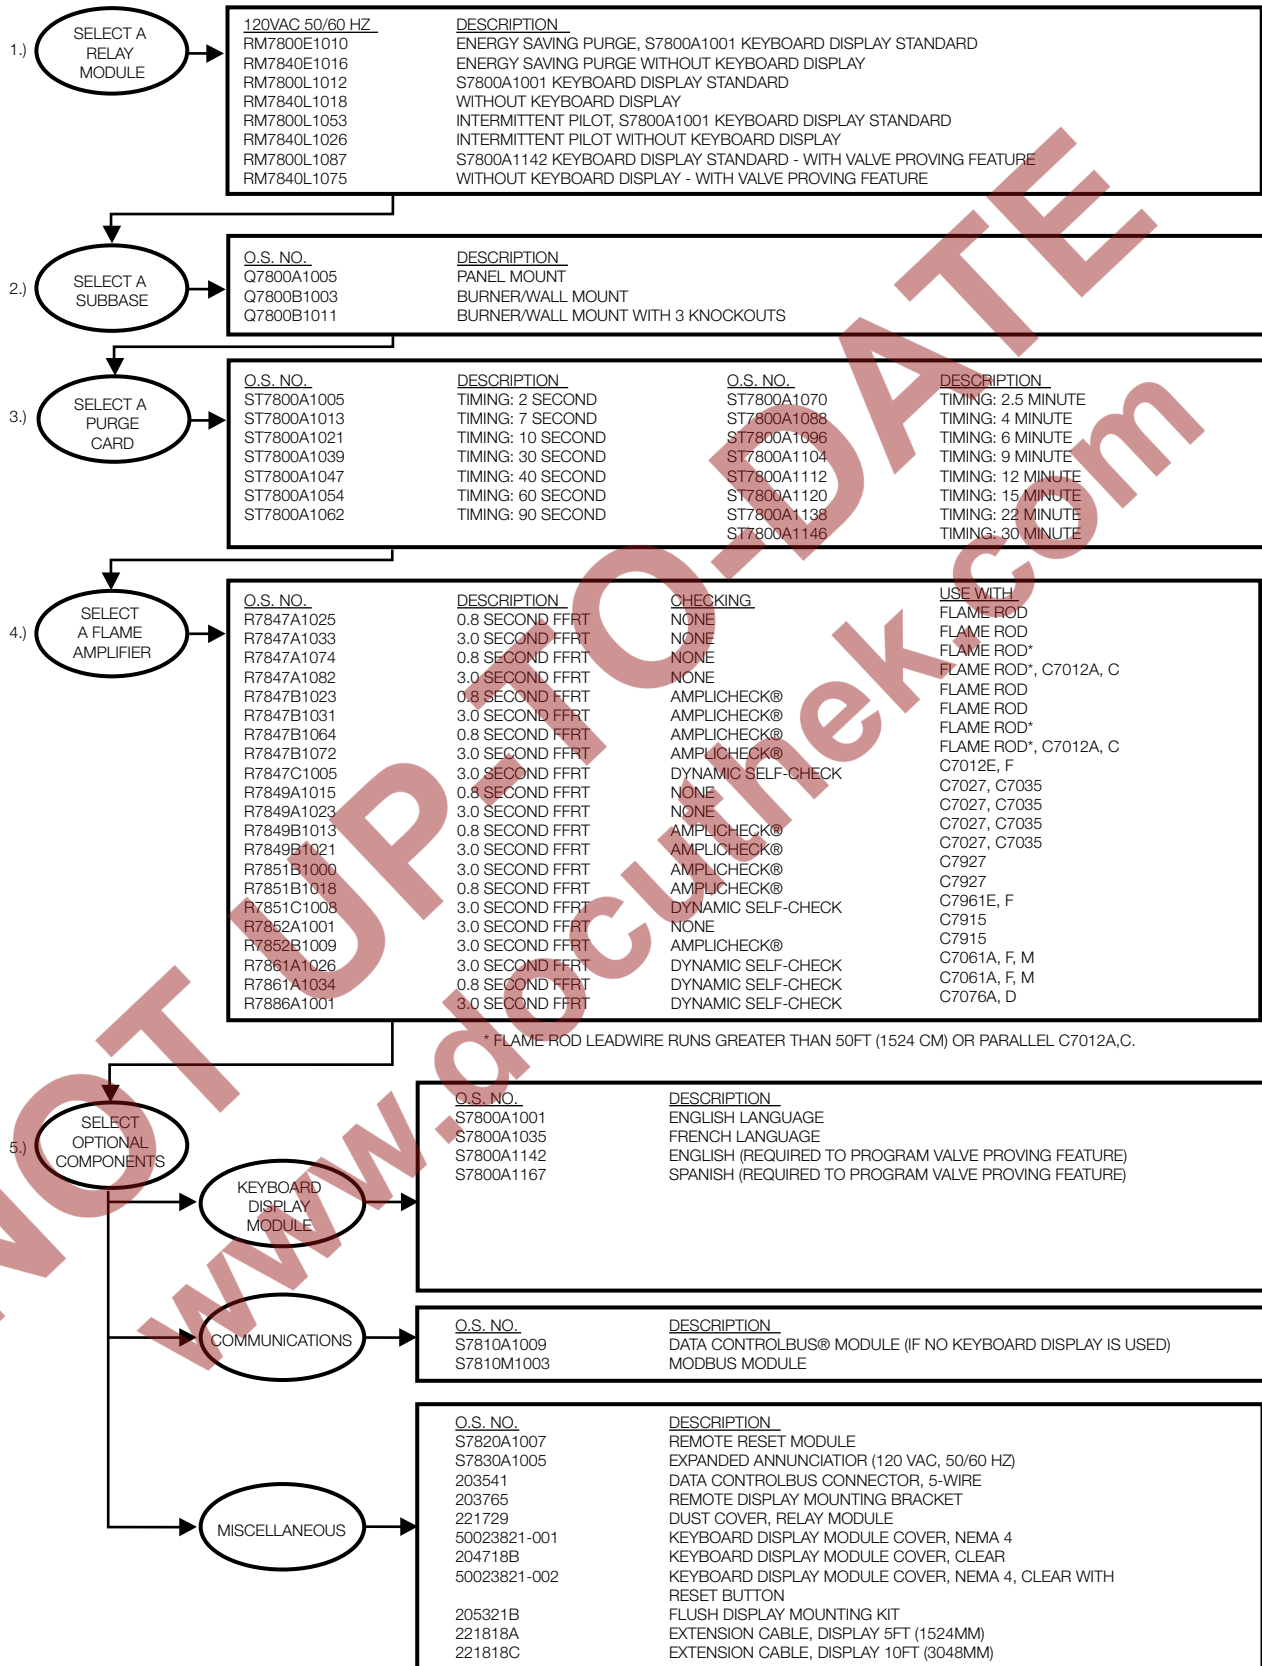 1.) SELECT A
RELAY
MODULE
120VAC 50/60 HZ DESCRIPTION
RM7800E1010 ENERGY SAVING PURGE, S7800A1001 KEYBOARD DISPLAY STANDARD
RM7840E1016 ENERGY SAVING PURGE WITHOUT KEYBOARD DISPLAY
RM7800L1012 S7800A1001 KEYBOARD DISPLAY STANDARD
RM7840L1018 WITHOUT KEYBOARD DISPLAY
RM7800L1053 INTERMITTENT PILOT, S7800A1001 KEYBOARD DISPLAY STANDARD
RM7840L1026 INTERMITTENT PILOT WITHOUT KEYBOARD DISPLAY
RM7800L1087 S7800A1142 KEYBOARD DISPLAY STANDARD - WITH VALVE PROVING FEATURE
RM7840L1075 WITHOUT KEYBOARD DISPLAY - WITH VALVE PROVING FEATURE
2.) SELECT A
SUBBASE
O.S. NO. DESCRIPTION
Q7800A1005 PANEL MOUNT
Q7800B1003 BURNER/WALL MOUNT
Q7800B1011 BURNER/WALL MOUNT WITH 3 KNOCKOUTS
3.) SELECT A
PURGE
CARD
O.S. NO. DESCRIPTION O.S. NO. DESCRIPTION
ST7800A1005 TIMING: 2 SECOND ST7800A1070 TIMING: 2.5 MINUTE
ST7800A1013 TIMING: 7 SECOND ST7800A1088 TIMING: 4 MINUTE
ST7800A1021 TIMING: 10 SECOND ST7800A1096 TIMING: 6 MINUTE
ST7800A1039 TIMING: 30 SECOND ST7800A1104 TIMING: 9 MINUTE
ST7800A1047 TIMING: 40 SECOND ST7800A1112 TIMING: 12 MINUTE
ST7800A1054 TIMING: 60 SECOND ST7800A1120 TIMING: 15 MINUTE
ST7800A1062 TIMING: 90 SECOND ST7800A1138 TIMING: 22 MINUTE
ST7800A1146 TIMING: 30 MINUTE
4.) SELECT
A FLAME
AMPLIFIER
O.S. NO. DESCRIPTION CHECKING USE WITH
R7847A1025 0.8 SECOND FFRT NONE FLAME ROD
R7847A1033 3.0 SECOND FFRT NONE FLAME ROD
R7847A1074 0.8 SECOND FFRT NONE FLAME ROD*
R7847A1082 3.0 SECOND FFRT NONE FLAME ROD*, C7012A, C
R7847B1023 0.8 SECOND FFRT AMPLICHECK® FLAME ROD
R7847B1031 3.0 SECOND FFRT AMPLICHECK® FLAME ROD
R7847B1064 0.8 SECOND FFRT AMPLICHECK® FLAME ROD*
R7847B1072 3.0 SECOND FFRT AMPLICHECK® FLAME ROD*, C7012A, C
R7847C1005 3.0 SECOND FFRT DYNAMIC SELF-CHECK C7012E, F
R7849A1015 0.8 SECOND FFRT NONE C7027, C7035
R7849A1023 3.0 SECOND FFRT NONE C7027, C7035
R7849B1013 0.8 SECOND FFRT AMPLICHECK® C7027, C7035
R7849B1021 3.0 SECOND FFRT AMPLICHECK® C7027, C7035
R7851B1000 3.0 SECOND FFRT AMPLICHECK® C7927
R7851B1018 0.8 SECOND FFRT AMPLICHECK® C7927
R7851C1008 3.0 SECOND FFRT DYNAMIC SELF-CHECK C7961E, F
R7852A1001 3.0 SECOND FFRT NONE C7915
R7852B1009 3.0 SECOND FFRT AMPLICHECK® C7915
R7861A1026 3.0 SECOND FFRT DYNAMIC SELF-CHECK C7061A, F, M
R7861A1034 0.8 SECOND FFRT DYNAMIC SELF-CHECK C7061A, F, M
R7886A1001 3.0 SECOND FFRT DYNAMIC SELF-CHECK C7076A, D
* FLAME ROD LEADWIRE RUNS GREATER THAN 50FT (1524 CM) OR PARALLEL C7012A,C.
5.) SELECT
OPTIONAL
COMPONENTS
KEYBOARD
DISPLAY
MODULE
O.S. NO. DESCRIPTION
S7800A1001 ENGLISH LANGUAGE
S7800A1035 FRENCH LANGUAGE
S7800A1142 ENGLISH (REQUIRED TO PROGRAM VALVE PROVING FEATURE)
S7800A1167 SPANISH (REQUIRED TO PROGRAM VALVE PROVING FEATURE)
COMMUNICATIONS
O.S. NO. DESCRIPTION
S7810A1009 DATA CONTROLBUS® MODULE (IF NO KEYBOARD DISPLAY IS USED)
S7810M1003 MODBUS MODULE
MISCELLANEOUS
O.S. NO. DESCRIPTION
S7820A1007 REMOTE RESET MODULE
S7830A1005 EXPANDED ANNUNCIATIOR (120 VAC, 50/60 HZ)
203541 DATA CONTROLBUS CONNECTOR, 5-WIRE
203765 REMOTE DISPLAY MOUNTING BRACKET
221729 DUST COVER, RELAY MODULE
50023821-001 KEYBOARD DISPLAY MODULE COVER, NEMA 4
204718B KEYBOARD DISPLAY MODULE COVER, CLEAR
50023821-002 KEYBOARD DISPLAY MODULE COVER, NEMA 4, CLEAR WITH
RESET BUTTON
205321B FLUSH DISPLAY MOUNTING KIT
221818A EXTENSION CABLE, DISPLAY 5FT (1524MM)
221818C EXTENSION CABLE, DISPLAY 10FT (3048MM)
NOT UP-TO-DATE
www.docuthek.com